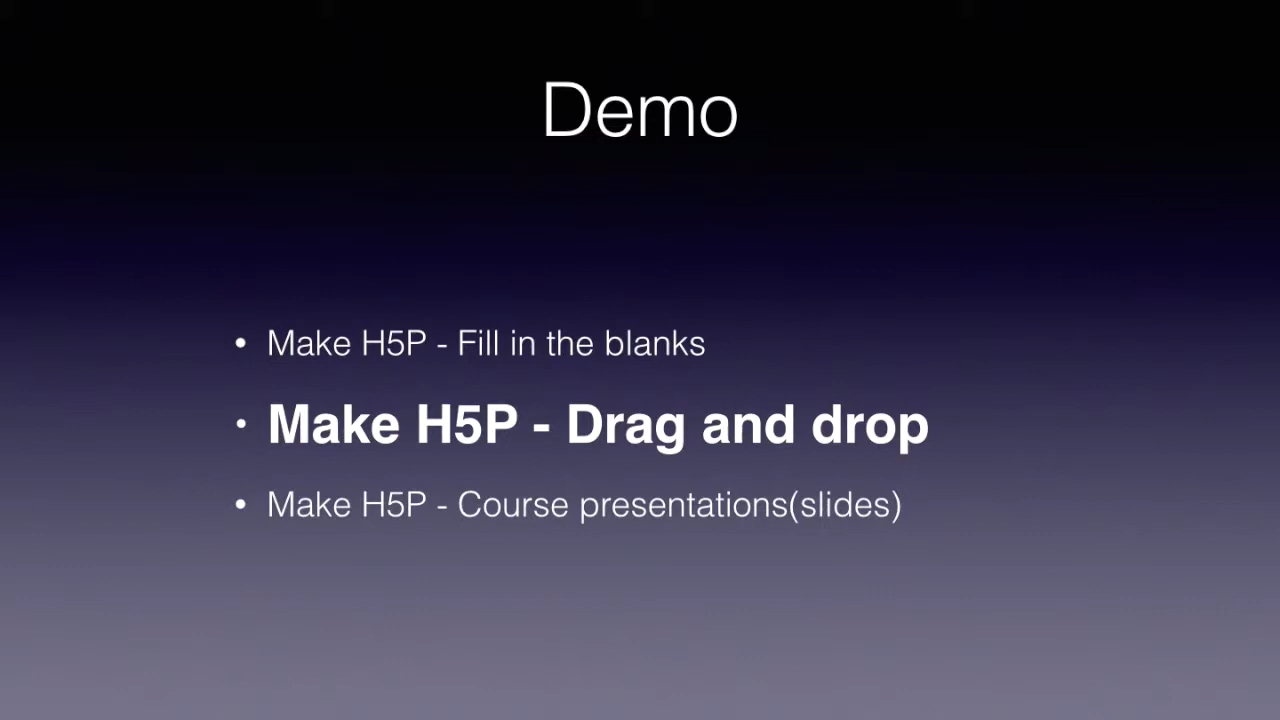 Demo
• Make H5P - Fill in the blanks
• Make H5P - Drag and drop
• Make H5P - Course presentations(slides)